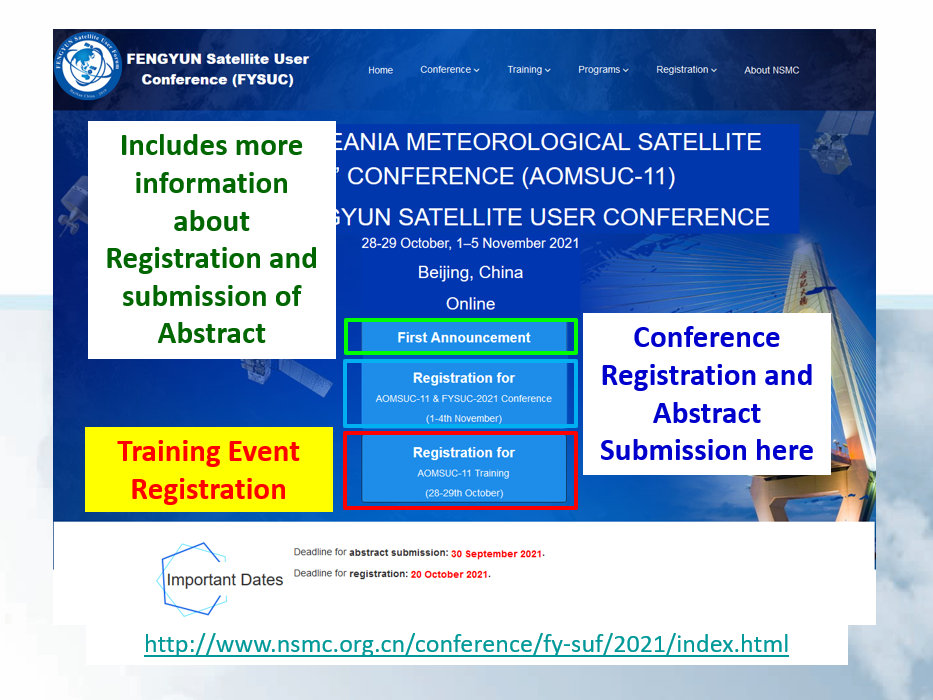 FENGYUN Satellite User
Conference (FYSUC)
Home
Conference
Training
Programs
Registration
About NSMC
Includes more
information
about
Registration and
submission of
Abstract
EANIA METEOROLOGICAL SATELLITE
' CONFERENCE (AOMSUC-11)
GYUN SATELLITE USER CONFERENCE
28-29 October, 1–5 November 2021
Beijing, China
Online
First Announcement
Registration for
AOMSUC-11 & FYSUC-2021 Conference
(1-4th November)
Conference
Registration and
Abstract
Submission here
Training Event
Registration
Registration for
AOMSUC-11 Training
(28-29th October)
Important Dates
Deadline for abstract submission: 30 September 2021.
Deadline for registration: 20 October 2021.
http://www.nsmc.org.cn/conference/fy-suf/2021/index.html